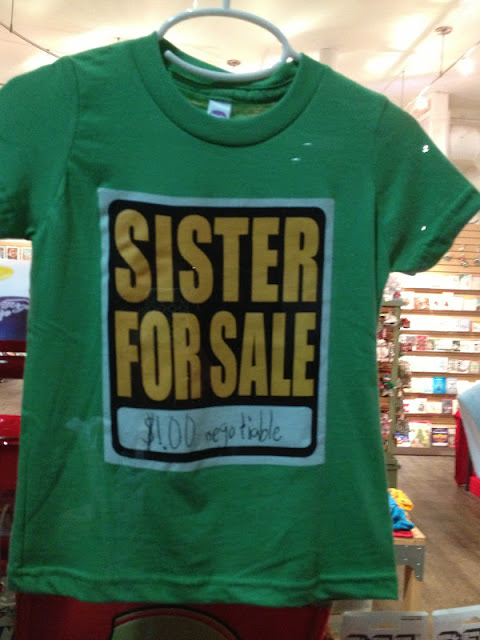 SISTER
FOR SALE
$1.00 negotiable